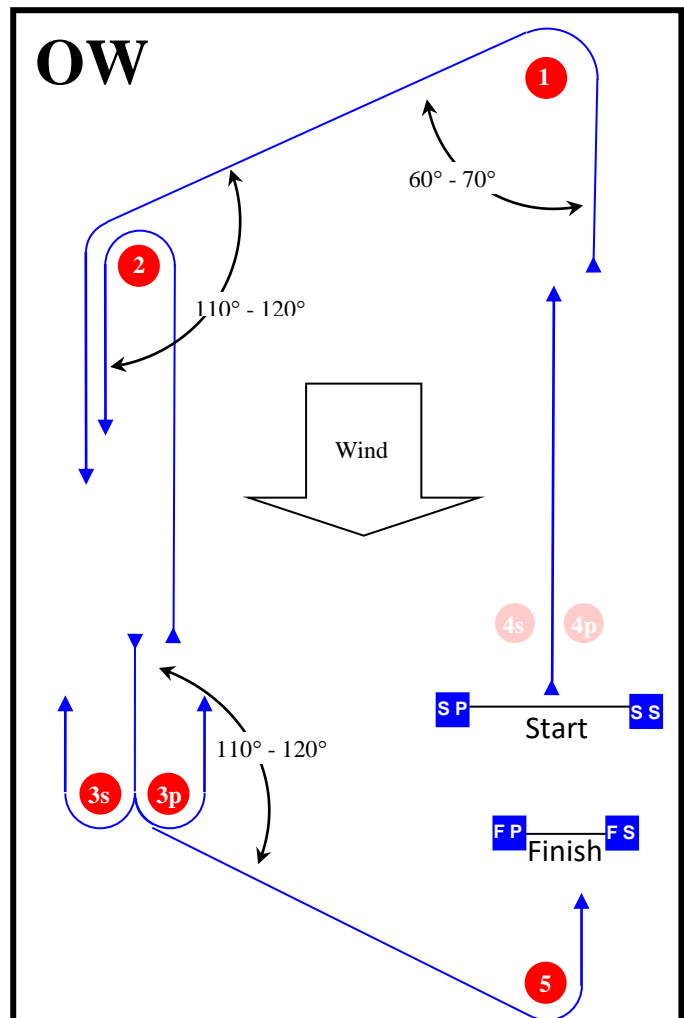 OW
1
60° - 70°
2
110° - 120°
Wind
4s 4p
S P S S
Start
110° - 120°
3s 3p
F P F S
Finish
5